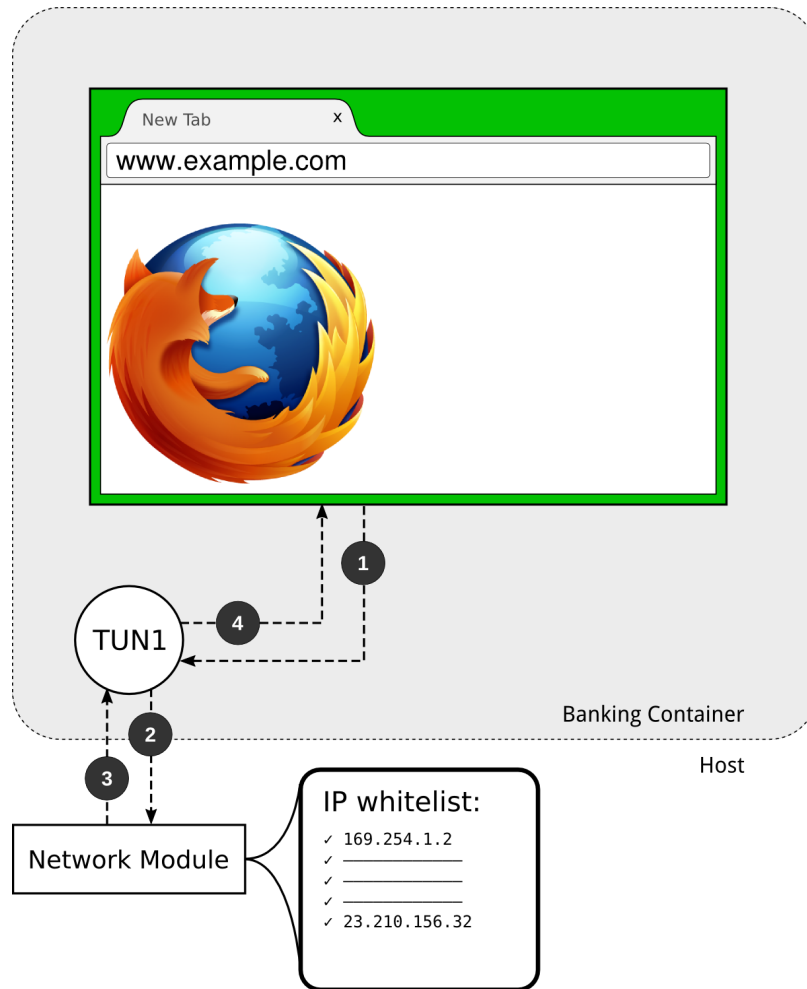 New Tab x
www.example.com
1
4
TUN1
2
3
Banking Container
Host
Network Module
IP whitelist:
✓ 169.254.1.2
✓
✓
✓
✓ 23.210.156.32